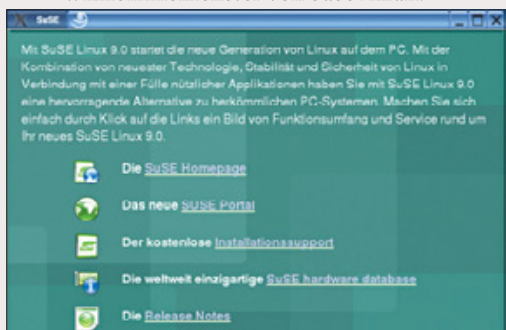 SuSE
Mit SuSE Linux 9.0 startet die neue Generation von Linux auf dem PC. Mit der
Kombination von neuester Technologie, Stabilität und Sicherheit von Linux in
Verbindung mit einer Fülle nützlicher Applikationen haben Sie mit SuSE Linux 9.0
eine hervorragende Alternative zu herkömmlichen PC-Systemen. Machen Sie sich
einfach durch Klick auf die Links ein Bild von Funktionsumfang und Service rund um
Ihr neues SuSE Linux 9.0.
Die SuSE Homepage
Das neue SUSE Portal
Der kostenlose Installationssupport
Die weltweit einzigartige SuSE hardware database
Die Release Notes